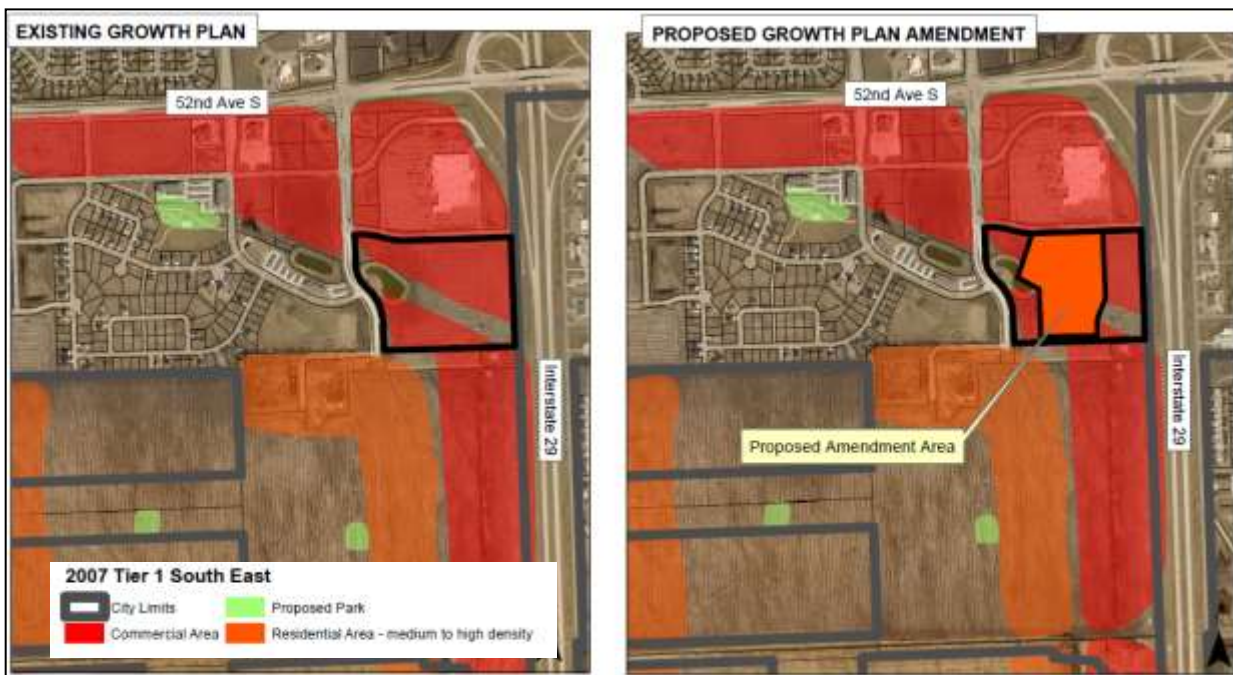 EXISTING GROWTH PLAN
52nd Ave S
Interstate 29
2007 Tier 1 South East
City Limits
Proposed Park
Commercial Area
Residential Area - medium to high density
PROPOSED GROWTH PLAN AMENDMENT
52nd Ave S
Interstate 29
Proposed Amendment Area